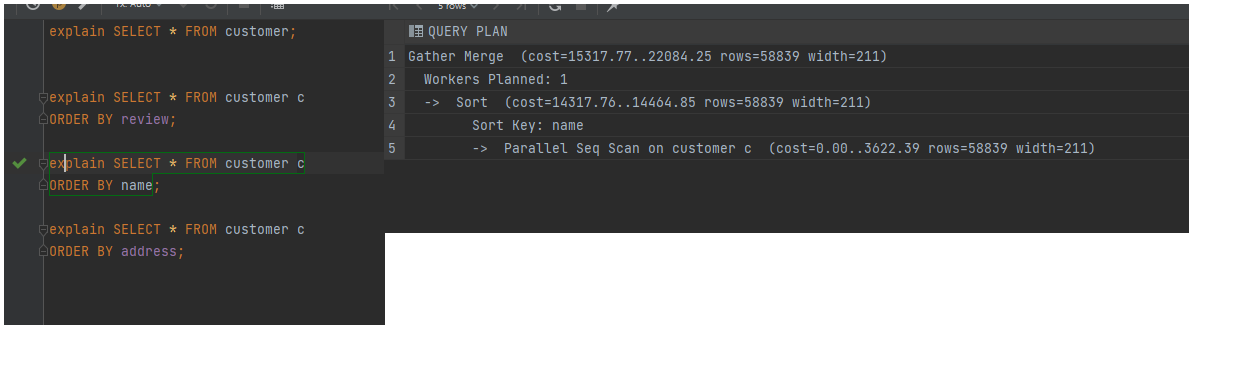 Tx: Auto
5 rows
explain SELECT * FROM customer;
explain SELECT * FROM customer c
ORDER BY review;
explain SELECT * FROM customer c
ORDER BY name;
explain SELECT * FROM customer c
ORDER BY address;
QUERY PLAN
1 Gather Merge  (cost=15317.77..22084.25 rows=58839 width=211)
2   Workers Planned: 1
3   ->  Sort  (cost=14317.76..14464.85 rows=58839 width=211)
4         Sort Key: name
5         ->  Parallel Seq Scan on customer c  (cost=0.00..3622.39 rows=58839 width=211)